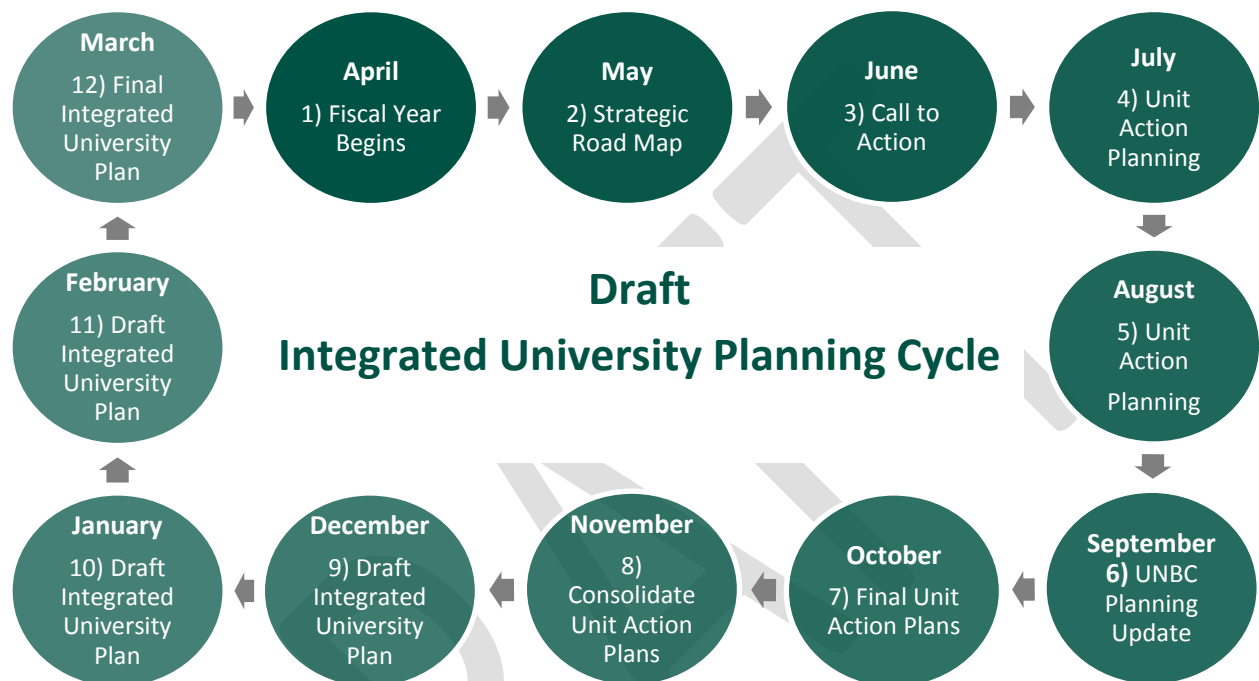 March
12) Final
Integrated
University
Plan
April
1) Fiscal Year
Begins
May
2) Strategic
Road Map
June
3) Call to
Action
July
4) Unit
Action
Planning
February
11) Draft
Integrated
University
Plan
Draft
Integrated University Planning Cycle
August
5) Unit
Action
Planning
January
10) Draft
Integrated
University
Plan
December
9) Draft
Integrated
University
Plan
November
8)
Consolidate
Unit Action
Plans
October
7) Final Unit
Action Plans
September
6) UNBC
Planning
Update